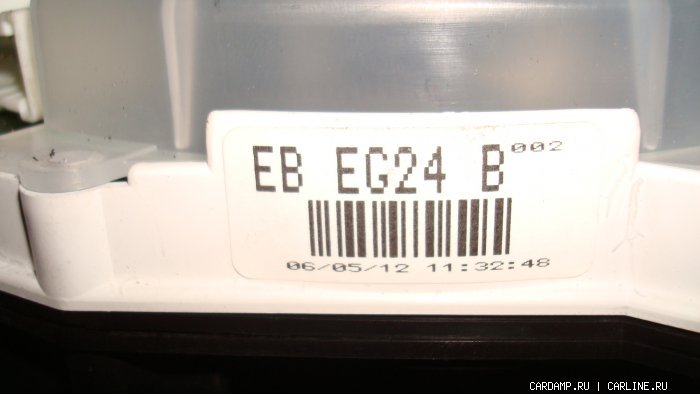 EB EG24 B002
06/05/12 11:32:48
CARDAMP.RU | CARLINE.RU